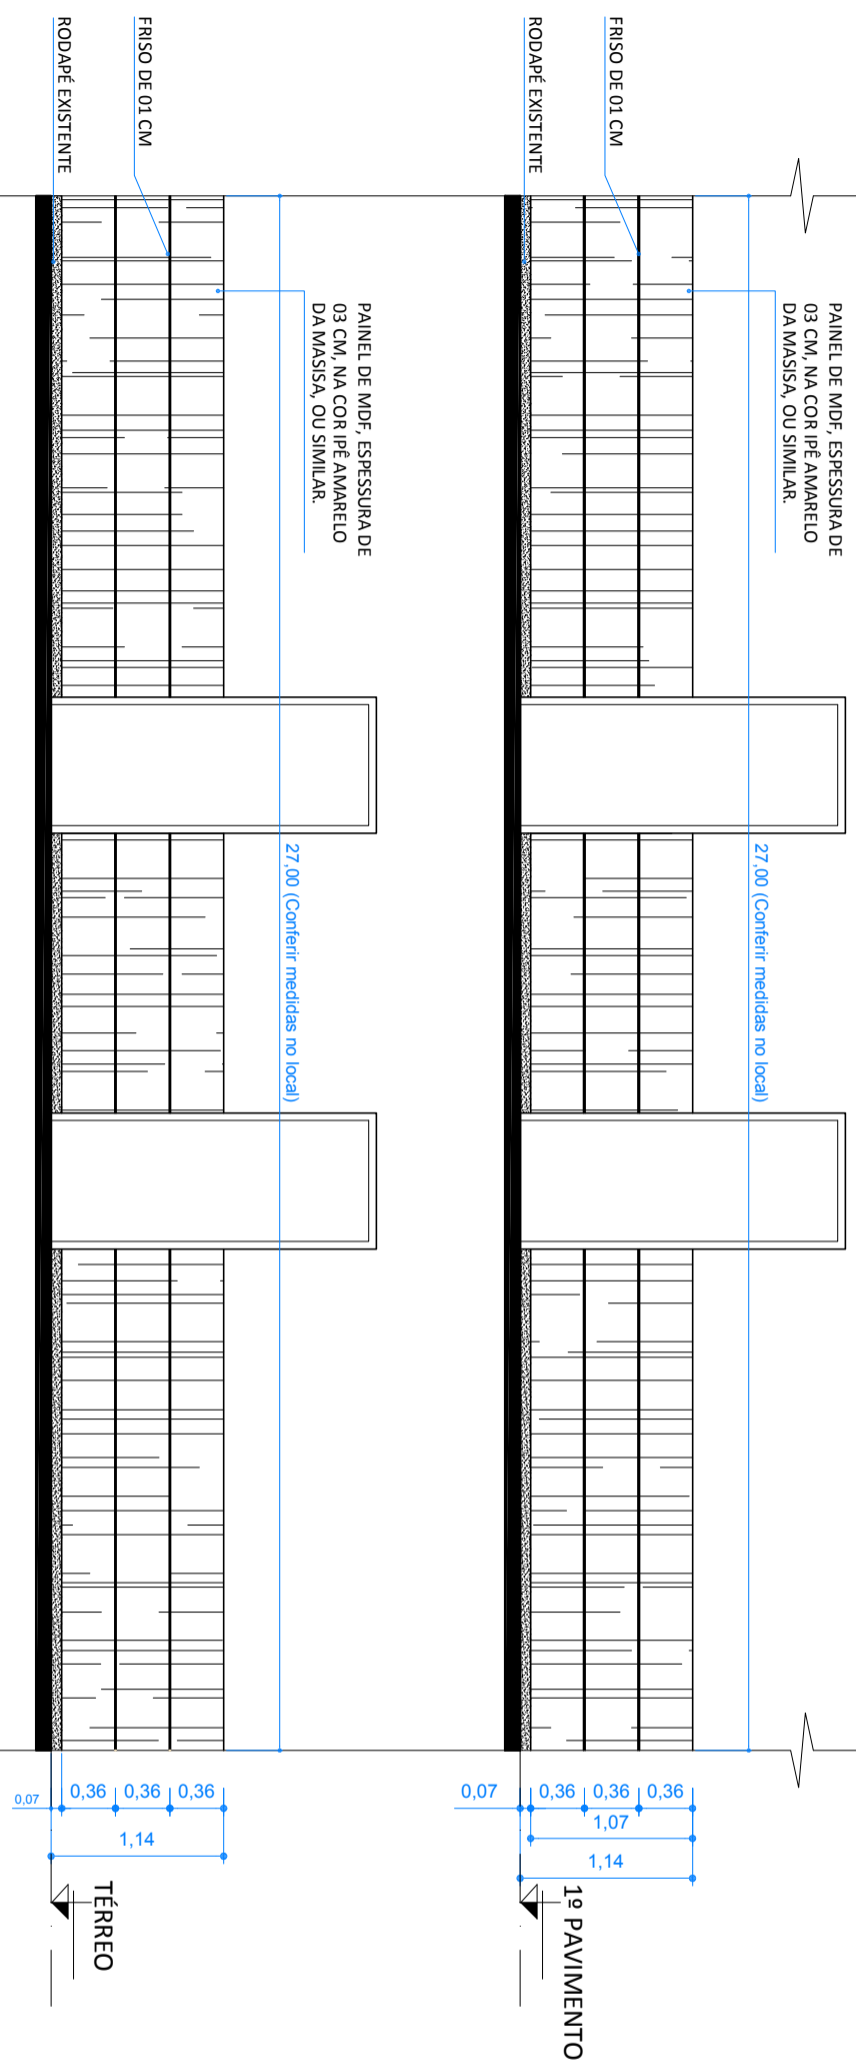 PAINEL DE MDF, ESPESSURA DE
03 CM, NA COR IPÊ AMARELO
DA MASISA, OU SIMILAR.
27,00 (Conferir medidas no local)
FRISO DE 01 CM
RODAPÉ EXISTENTE
0,36
0,36
0,36
0,07
1,07
1,14
1º PAVIMENTO
PAINEL DE MDF, ESPESSURA DE
03 CM, NA COR IPÊ AMARELO
DA MASISA, OU SIMILAR.
27,00 (Conferir medidas no local)
FRISO DE 01 CM
RODAPÉ EXISTENTE
0,36
0,36
0,36
0,07
1,14
TÉRREO